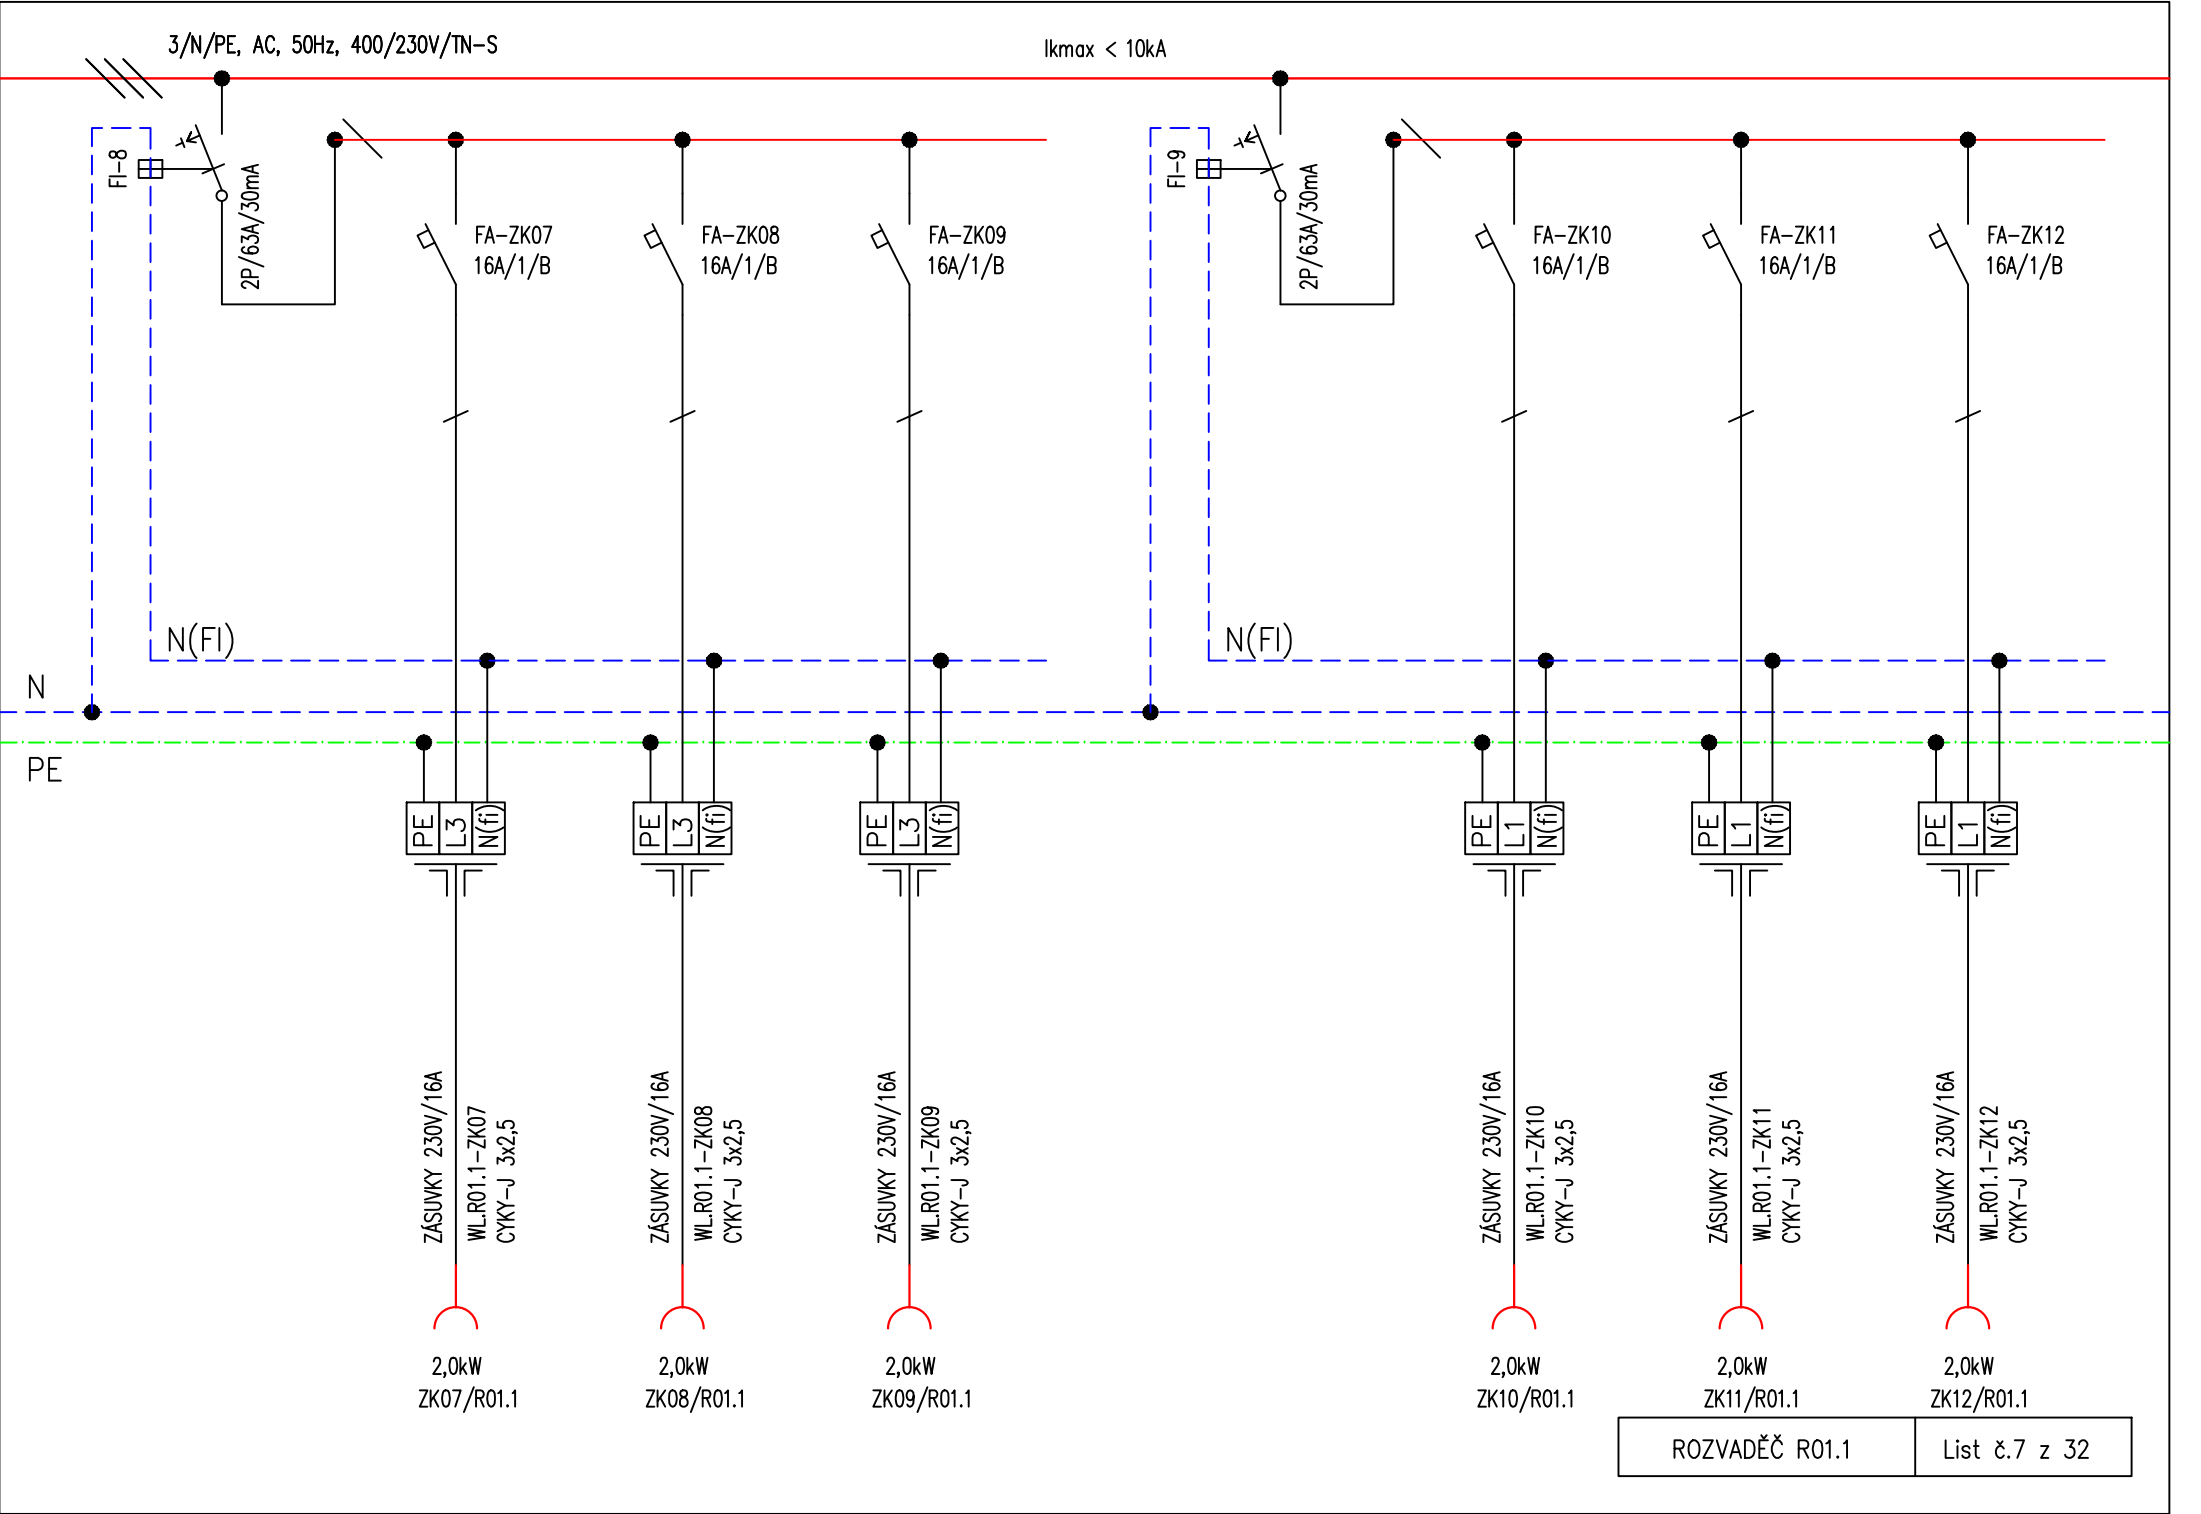 3/N/PE, AC, 50Hz, 400/230V/TN-S
Ikmax < 10kA
FI-8
2P/63A/30mA
FA-ZK07
16A/1/B
FA-ZK08
16A/1/B
FA-ZK09
16A/1/B
FI-9
2P/63A/30mA
FA-ZK10
16A/1/B
FA-ZK11
16A/1/B
FA-ZK12
16A/1/B
N(FI)
N(FI)
N
PE
PE L3 N(fi)
PE L3 N(fi)
PE L3 N(fi)
PE L1 N(fi)
PE L1 N(fi)
PE L1 N(fi)
ZÁSUVKY 230V/16A
WL.R01.1-ZK07
CYKY-J 3x2,5
ZÁSUVKY 230V/16A
WL.R01.1-ZK08
CYKY-J 3x2,5
ZÁSUVKY 230V/16A
WL.R01.1-ZK09
CYKY-J 3x2,5
ZÁSUVKY 230V/16A
WL.R01.1-ZK10
CYKY-J 3x2,5
ZÁSUVKY 230V/16A
WL.R01.1-ZK11
CYKY-J 3x2,5
ZÁSUVKY 230V/16A
WL.R01.1-ZK12
CYKY-J 3x2,5
2,0kW
ZK07/R01.1
2,0kW
ZK08/R01.1
2,0kW
ZK09/R01.1
2,0kW
ZK10/R01.1
2,0kW
ZK11/R01.1
2,0kW
ZK12/R01.1
ROZVADĚČ R01.1
List č.7 z 32